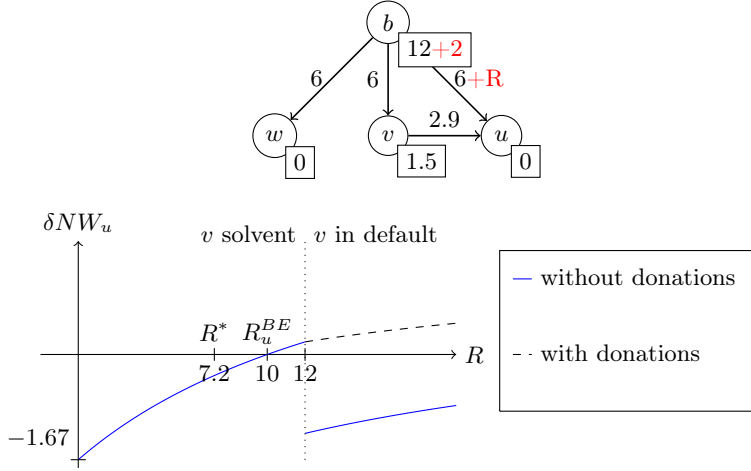 b
12+2
6
6
6+R
w
0
v
1.5
2.9
u
0
δNW_u
v solvent
v in default
R^*
R_u^{BE}
7.2
10
12
R
−1.67
without donations
with donations